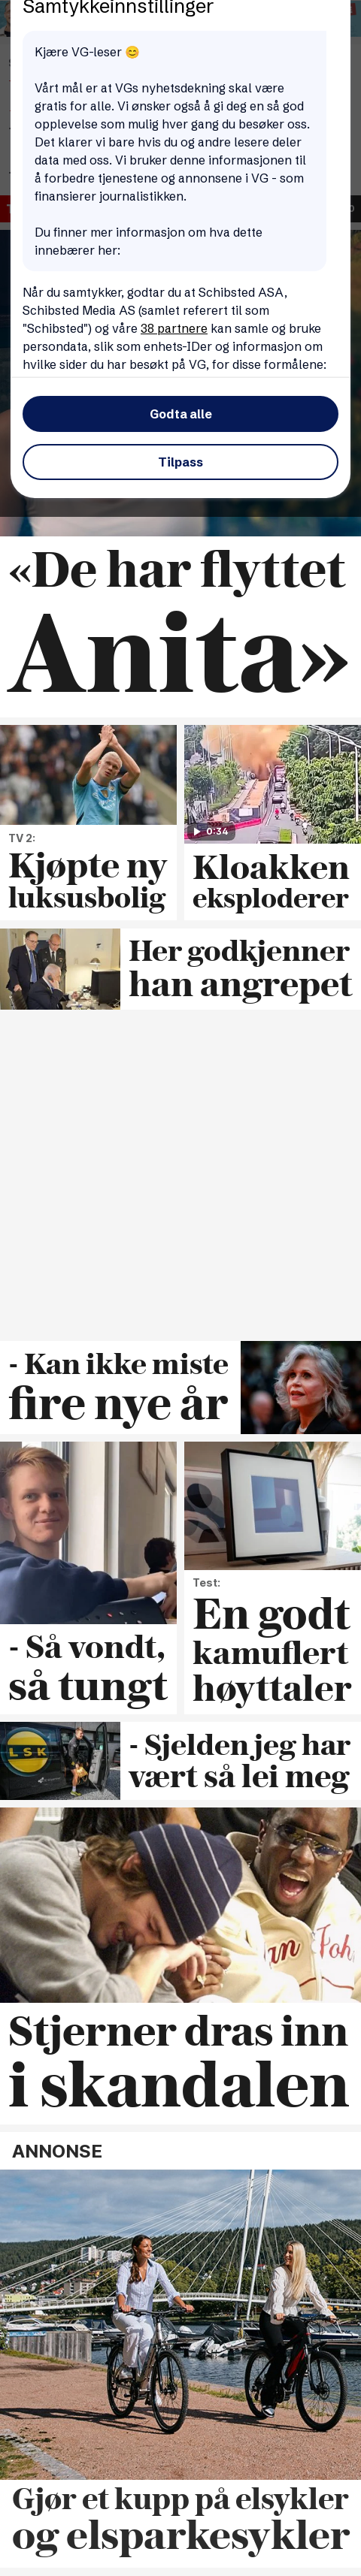 Samtykkeinnstillinger
Kjære VG-leser 😊
Vårt mål er at VGs nyhetsdekning skal være
gratis for alle. Vi ønsker også å gi deg en så god
opplevelse som mulig hver gang du besøker oss.
Det klarer vi bare hvis du og andre lesere deler
data med oss. Vi bruker denne informasjonen til
å forbedre tjenestene og annonsene i VG - som
finansierer journalistikken.
Du finner mer informasjon om hva dette
innebærer her:
Når du samtykker, godtar du at Schibsted ASA,
Schibsted Media AS (samlet referert til som
"Schibsted") og våre 38 partnere kan samle og bruke
persondata, slik som enhets-IDer og informasjon om
hvilke sider du har besøkt på VG, for disse formålene:
Godta alle
Tilpass
«De har flyttet
Anita»
TV 2:
Kjøpte ny
luksusbolig
0:34
Kloakken
eksploderer
Her godkjenner
han angrepet
- Kan ikke miste
fire nye år
- Så vondt,
så tungt
Test:
En godt
kamuflert
høyttaler
LSK
- Sjelden jeg har
vært så lei meg
Stjerner dras inn
i skandalen
ANNONSE
Gjør et kupp på elsykler
og elsparkesykler